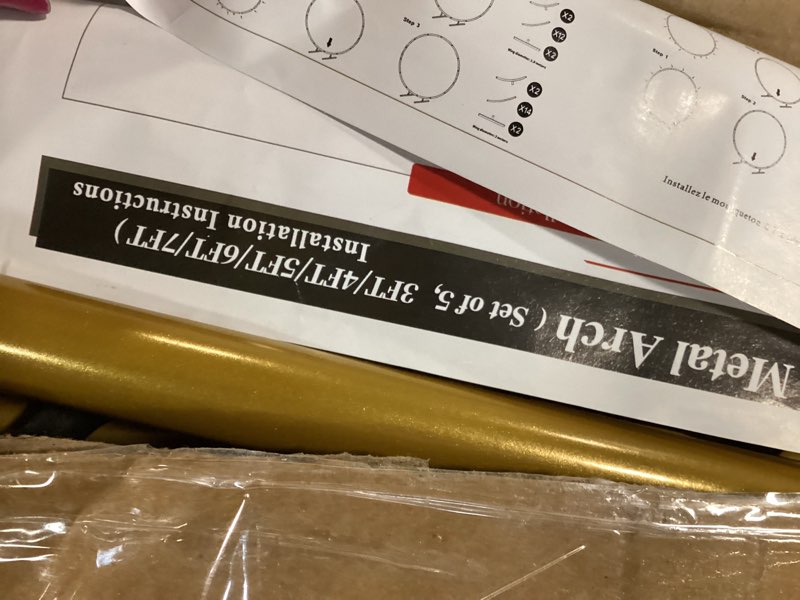 Metal Arch ( Set of 5, 3FT/4FT/5FT/6FT/7FT)
Installation Instructions
Step 3
X2
X12
X2
X2
X14
X2
Step 1
Step 2
Installez le